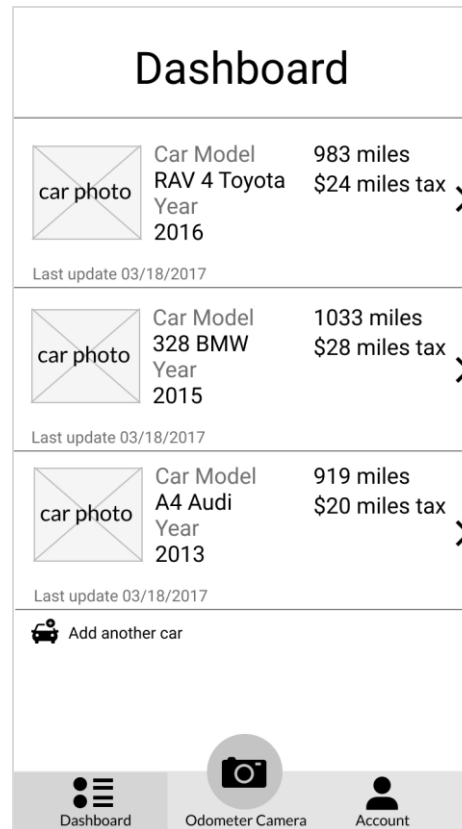 Dashboard
car photo
Car Model
RAV 4 Toyota
Year
2016
983 miles
$24 miles tax
Last update 03/18/2017
car photo
Car Model
328 BMW
Year
2015
1033 miles
$28 miles tax
Last update 03/18/2017
car photo
Car Model
A4 Audi
Year
2013
919 miles
$20 miles tax
Last update 03/18/2017
Add another car
Dashboard
Odometer Camera
Account